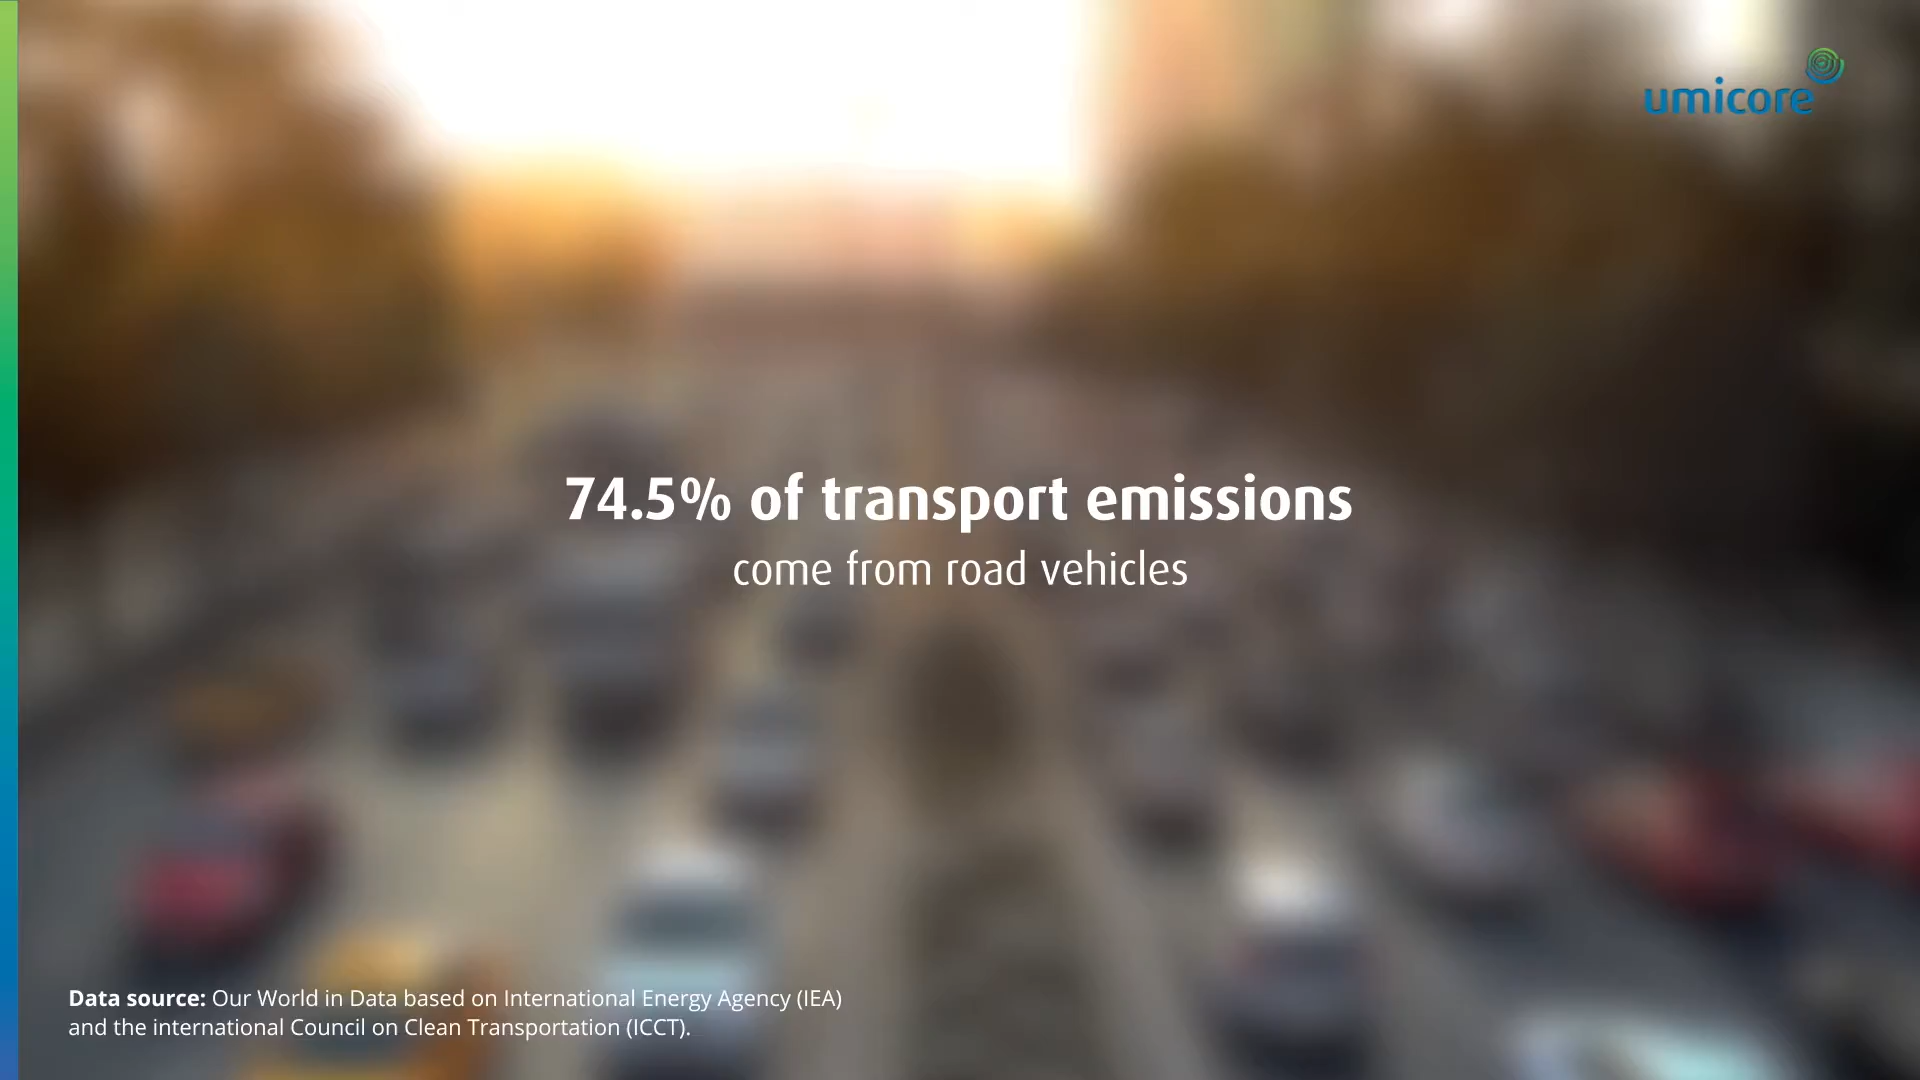 umicore
74.5% of transport emissions
come from road vehicles
Data source: Our World in Data based on International Energy Agency (IEA)
and the international Council on Clean Transportation (ICCT).